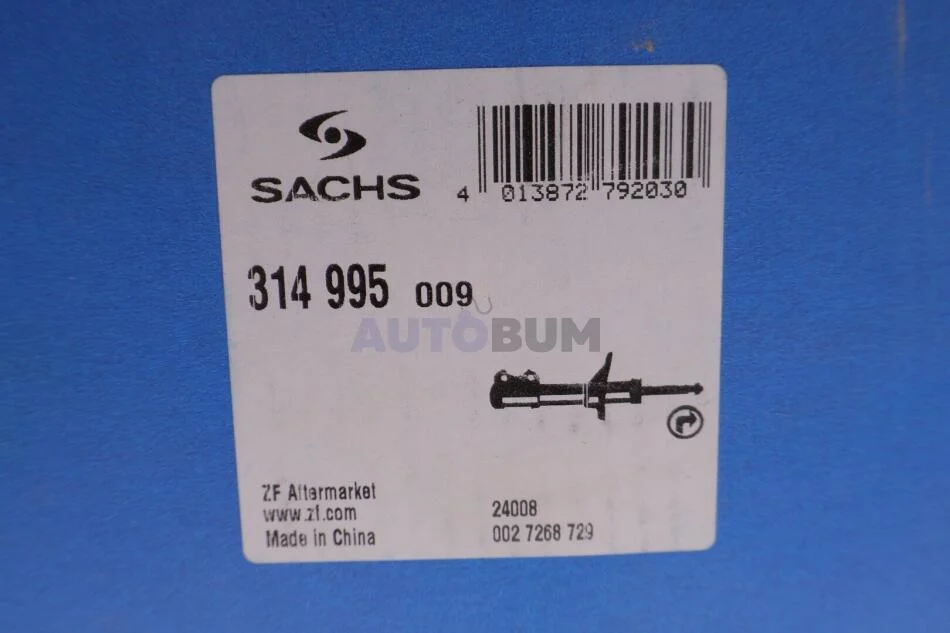 SACHS
4 013872 792030
314 995 009
AUTOBUM
ZF Aftermarket
www.zf.com
Made in China
24008
002 7268 729